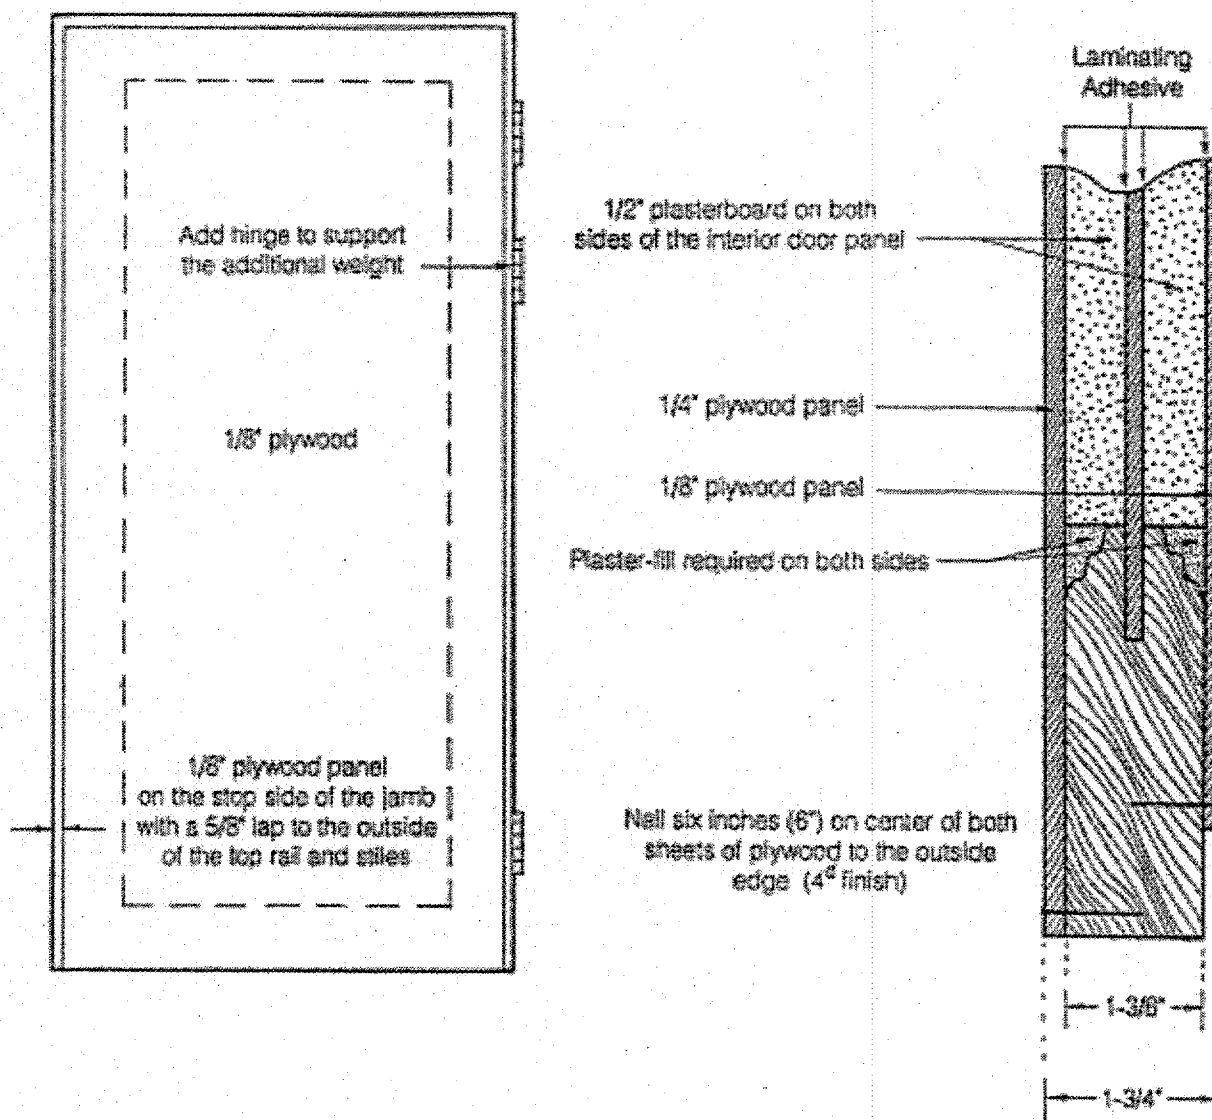 Add hinge to support
the additional weight
1/8" plywood
1/8" plywood panel
on the stop side of the jamb
with a 5/8" lap to the outside
of the top rail and stiles
Laminating
Adhesive
1/2" plasterboard on both
sides of the interior door panel
1/4" plywood panel
1/8" plywood panel
Plaster-fill required on both sides
Nail six inches (6") on center of both
sheets of plywood to the outside
edge (4d finish)
1-3/8"
1-3/4"